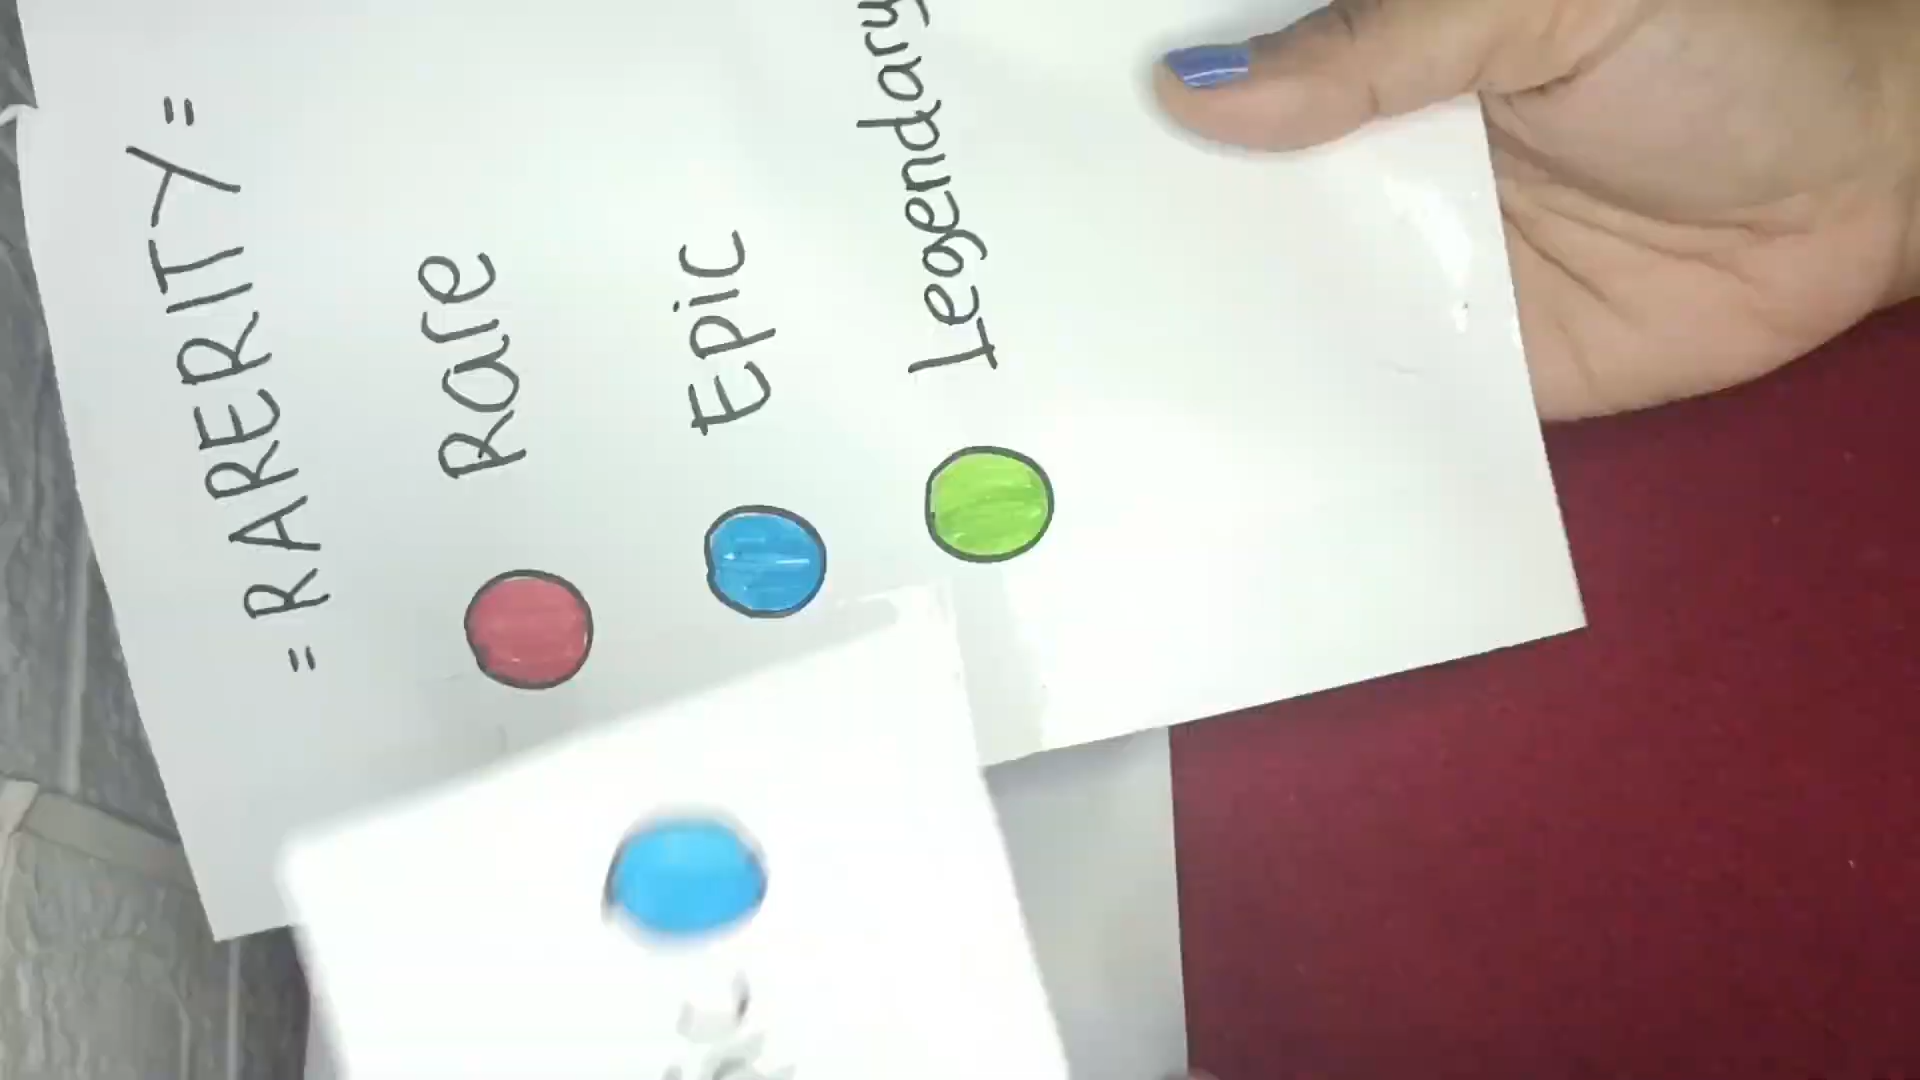 = RARERITY =
Rare
Epic
Legendary